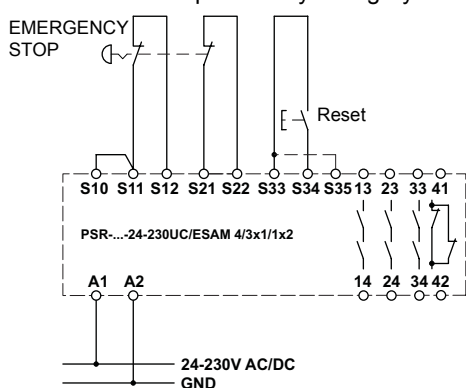 EMERGENCY
STOP
Reset
S10 S11 S12 S21 S22 S33 S34 S35 13 23 33 41
PSR-...-24-230UC/ESAM 4/3x1/1x2
A1 A2 14 24 34 42
24-230V AC/DC
GND